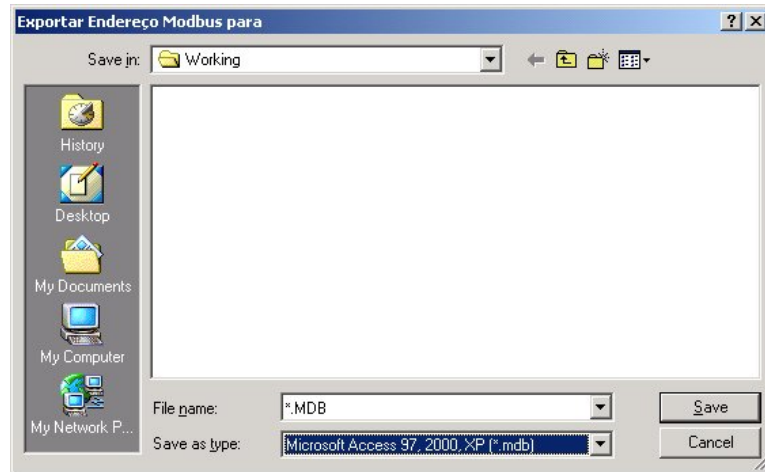 Exportar Endereço Modbus para
Save in: Working
History
Desktop
My Documents
My Computer
My Network P...
File name: *.MDB
Save
Save as type: Microsoft Access 97, 2000, XP (*.mdb)
Cancel